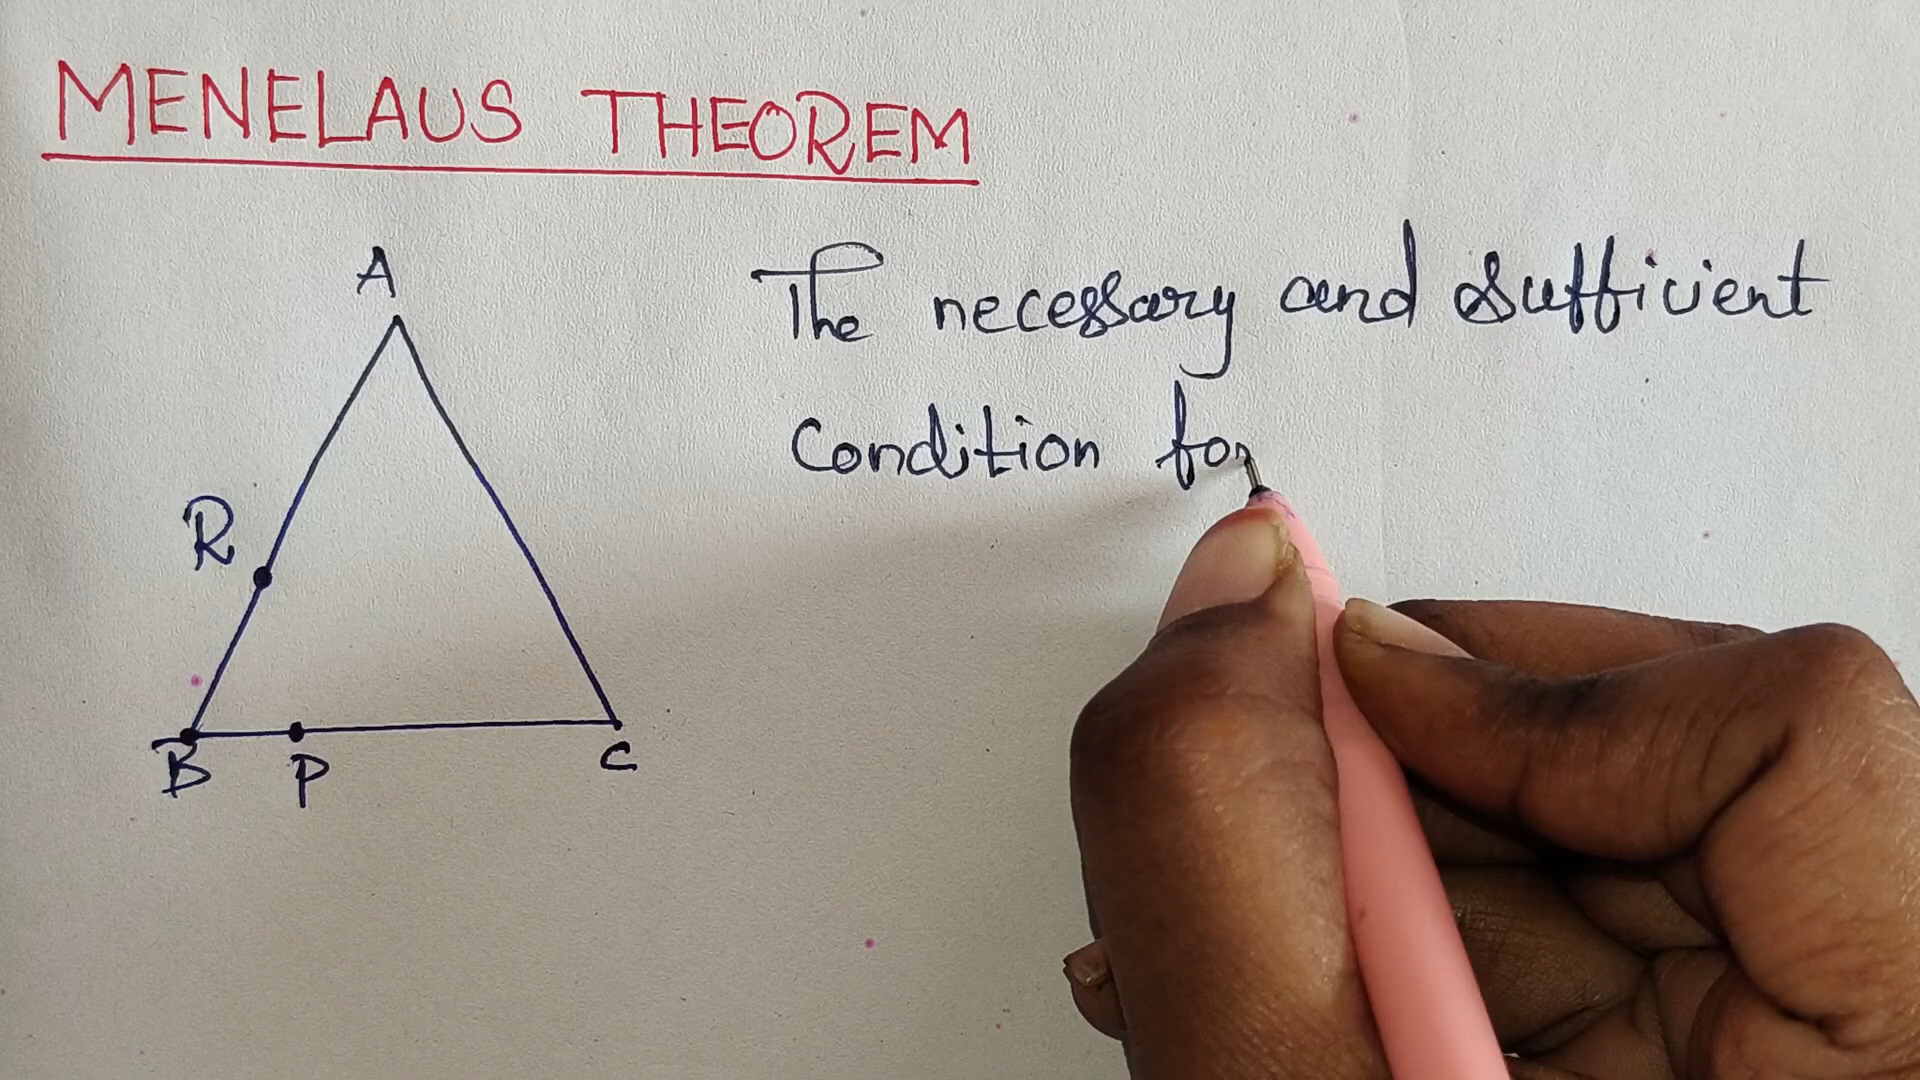 MENELAUS THEOREM
A
The necessary and sufficient
Condition for
R
B P C